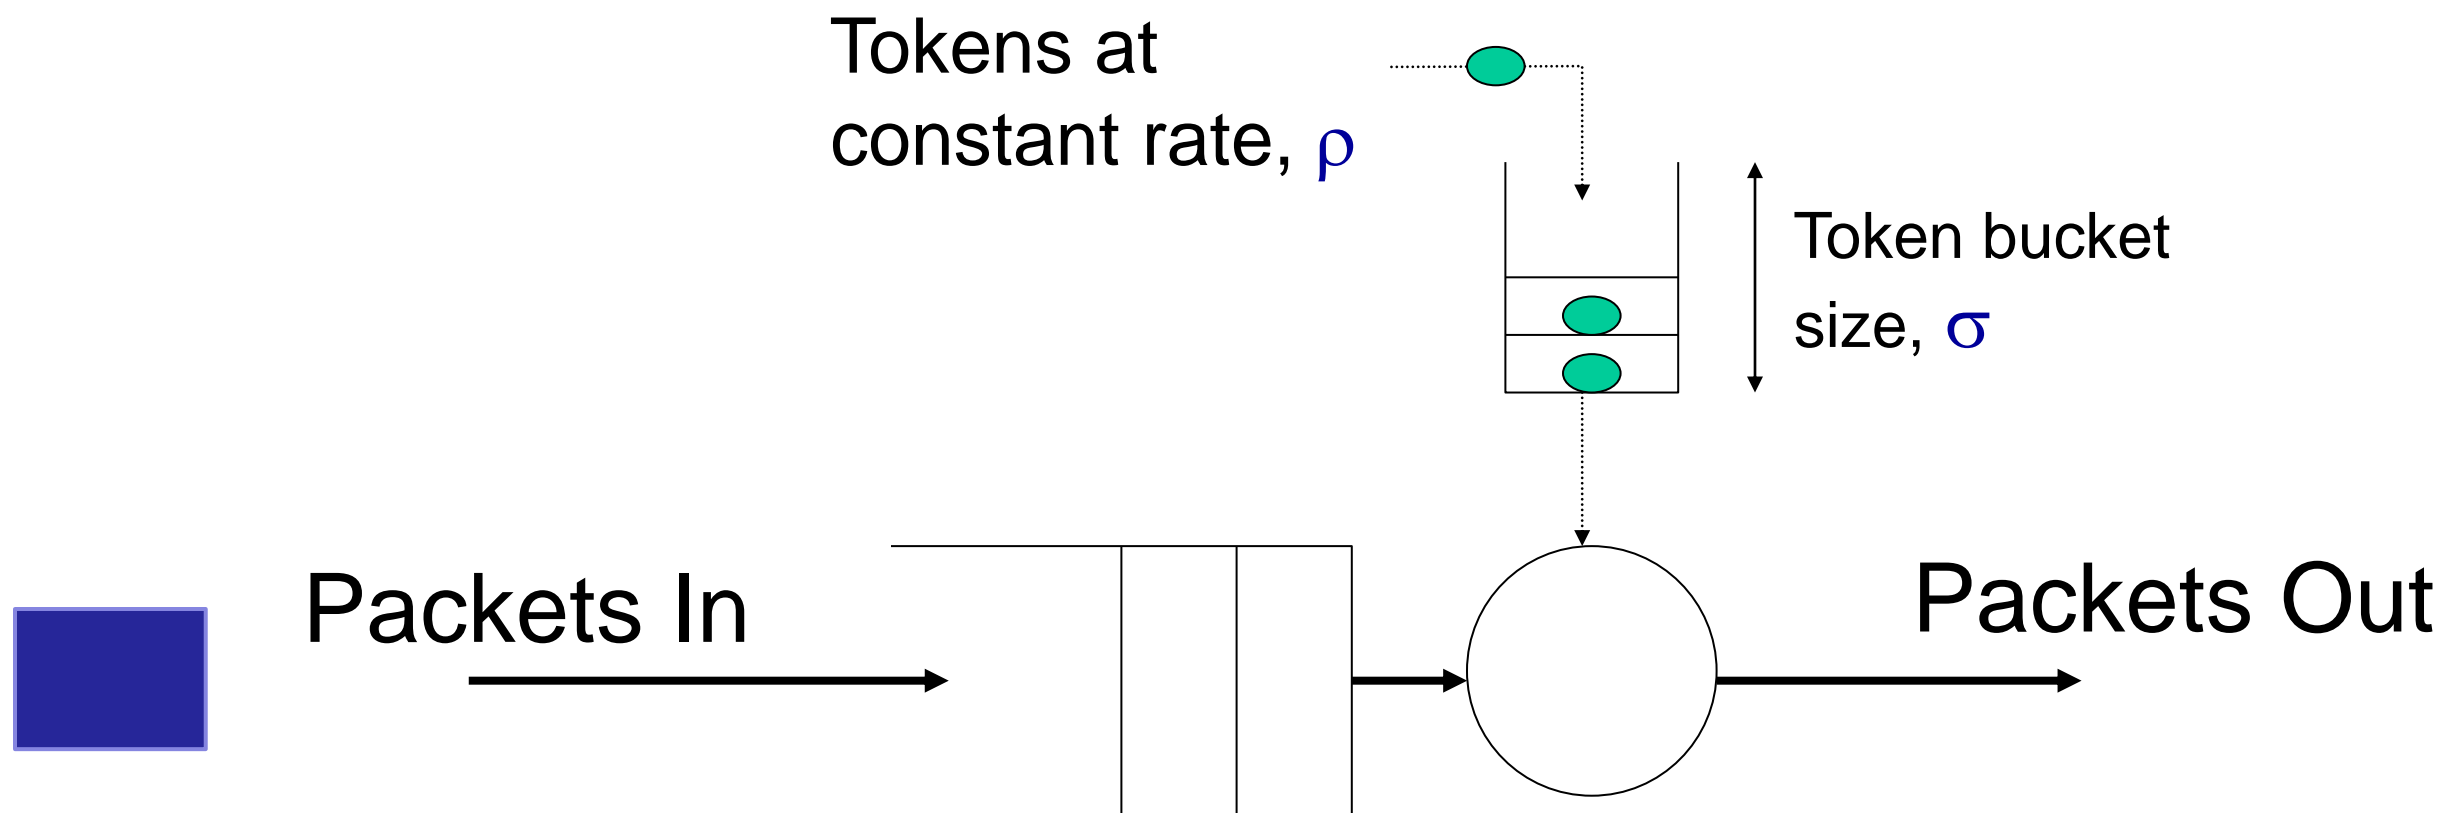 Tokens at
constant rate, ρ
Token bucket
size, σ
Packets In
Packets Out